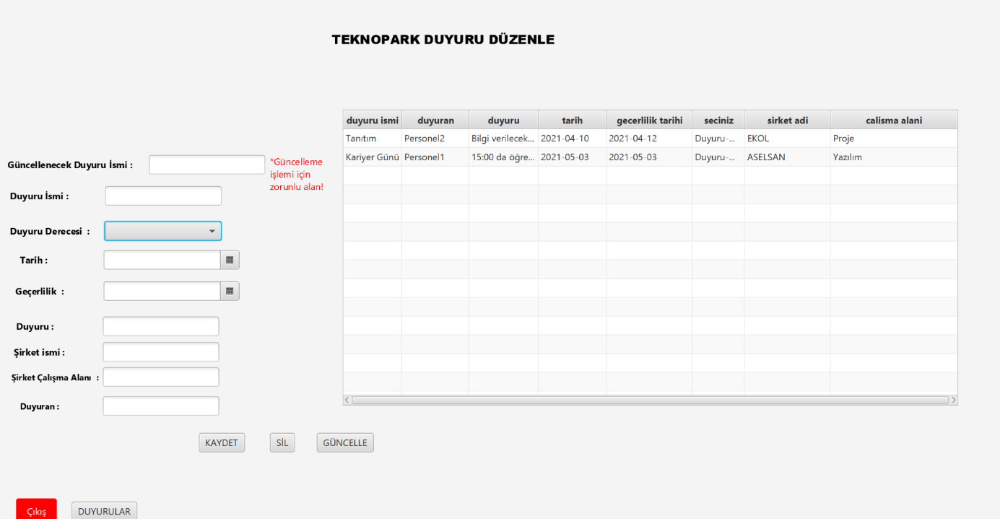 TEKNOPARK DUYURU DÜZENLE
duyuru ismi duyuran duyuru tarih gecerlilik tarihi seciniz sirket adi calisma alani
Tanıtım Personel2 Bilgi verilecek... 2021-04-10 2021-04-12 Duyuru-... EKOL Proje
Kariyer Günü Personel1 15:00 da öğre... 2021-05-03 2021-05-03 Duyuru-... ASELSAN Yazılım
Güncellenecek Duyuru İsmi :
*Güncelleme
işlemi için
zorunlu alan!
Duyuru İsmi :
Duyuru Derecesi :
Tarih :
Geçerlilik :
Duyuru :
Şirket ismi :
Şirket Çalışma Alanı :
Duyuran :
KAYDET SİL GÜNCELLE
Çıkış DUYURULAR